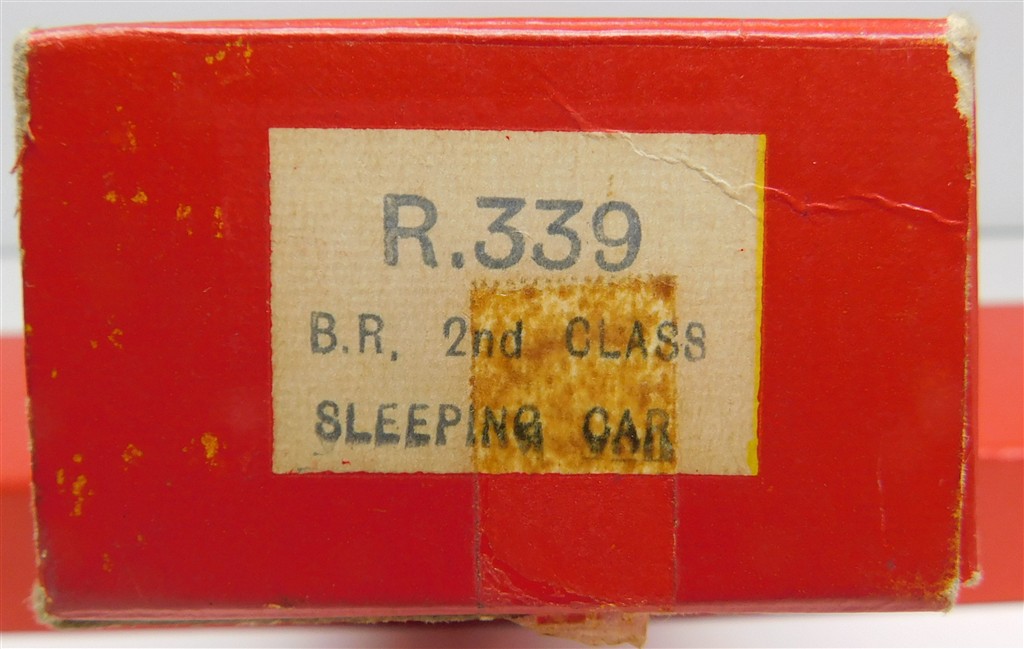 R.339
B.R. 2nd CLASS
SLEEPING CAR